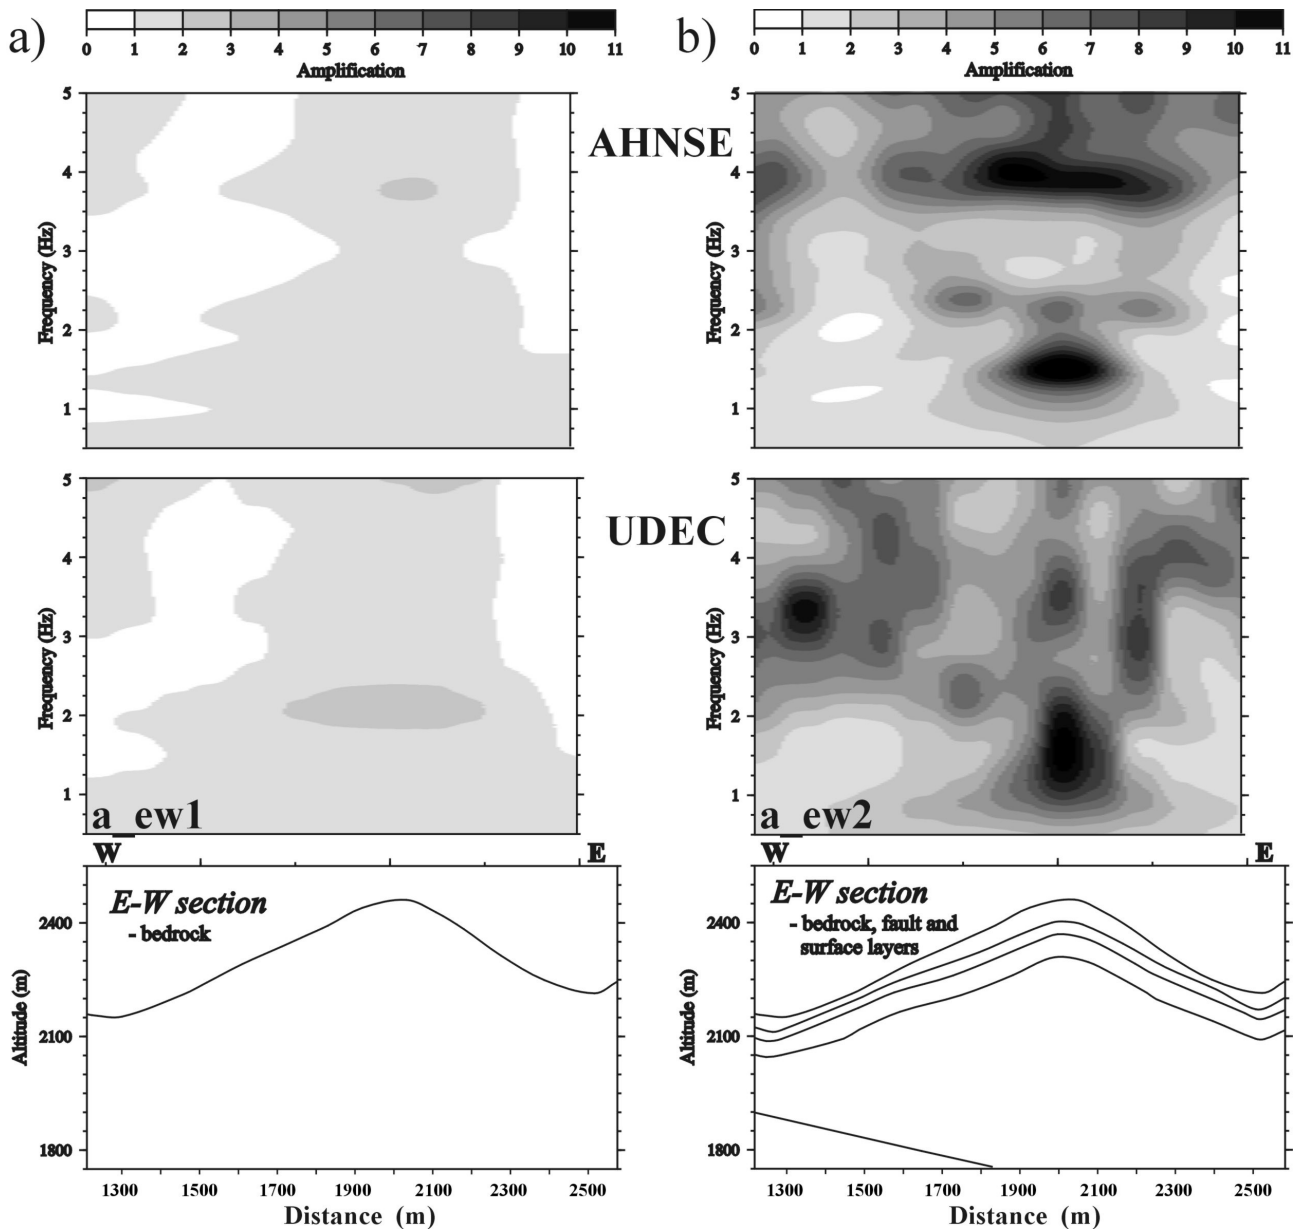 a)
0 1 2 3 4 5 6 7 8 9 10 11
Amplification
b)
0 1 2 3 4 5 6 7 8 9 10 11
Amplification
5
4
3
2
1
Frequency (Hz)
AHNSE
5
4
3
2
1
Frequency (Hz)
5
4
3
2
1
Frequency (Hz)
a_ew1
UDEC
5
4
3
2
1
Frequency (Hz)
a_ew2
W E
E-W section
- bedrock
2400
2100
1800
Altitude (m)
1300 1500 1700 1900 2100 2300 2500
Distance (m)
W E
E-W section
- bedrock, fault and
surface layers
2400
2100
1800
Altitude (m)
1300 1500 1700 1900 2100 2300 2500
Distance (m)